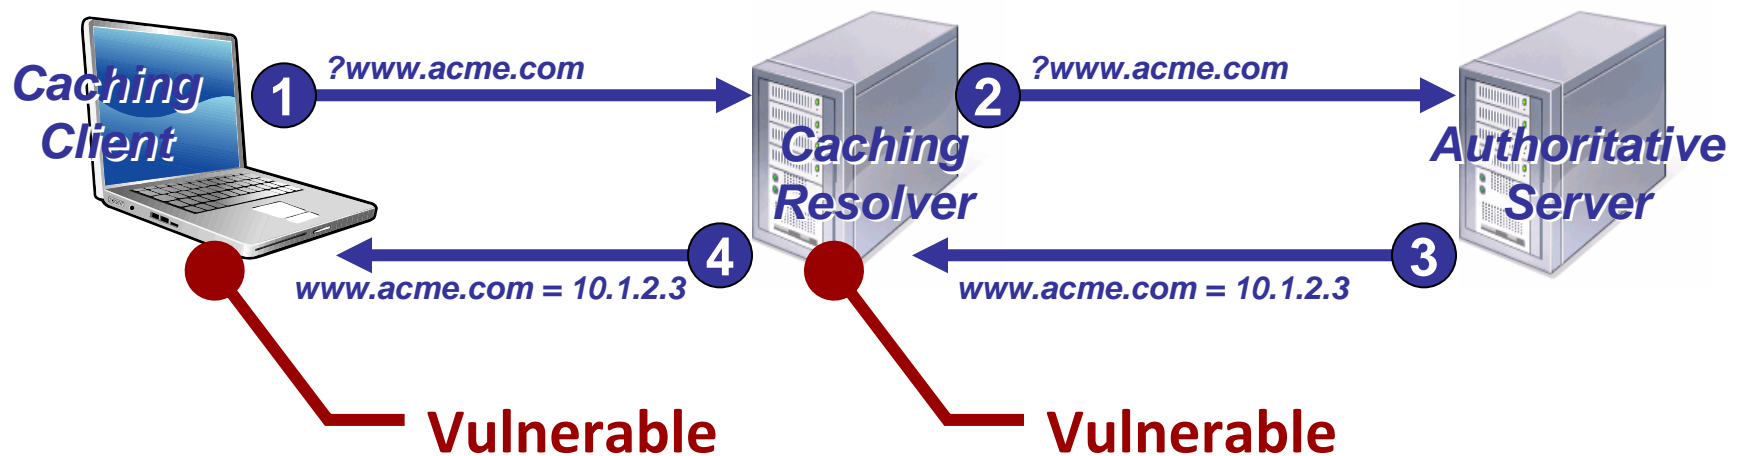 Caching
Client
1
?www.acme.com
2
?www.acme.com
Caching
Resolver
Authoritative
Server
4
www.acme.com = 10.1.2.3
3
www.acme.com = 10.1.2.3
Vulnerable
Vulnerable